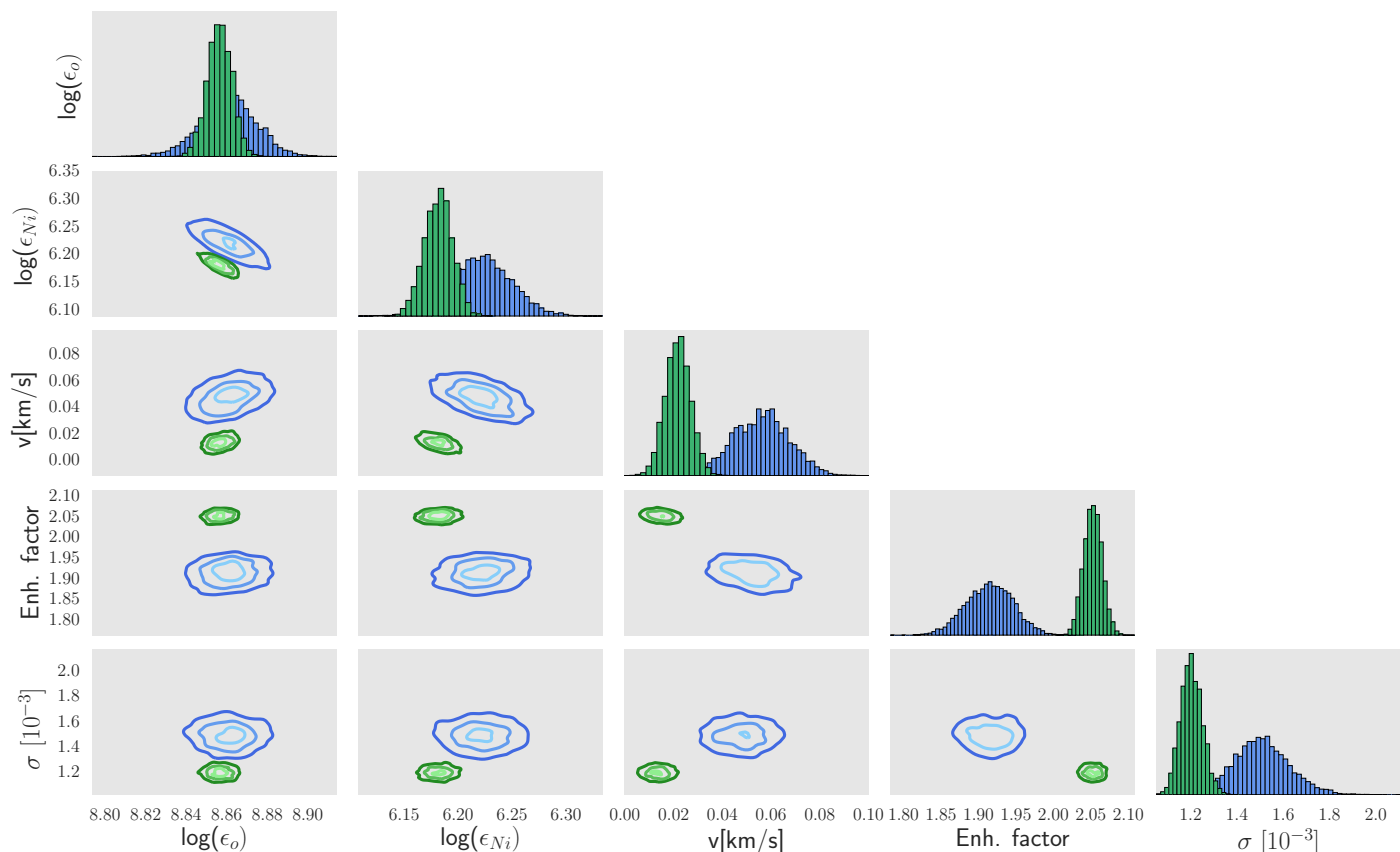 log(ϵ_o)
6.35
6.30
6.25
6.20
6.15
6.10
log(ϵ_{Ni})
0.08
0.06
0.04
0.02
0.00
v[km/s]
2.10
2.05
2.00
1.95
1.90
1.85
1.80
Enh. factor
2.0
1.8
1.6
1.4
1.2
σ [10⁻³]
8.80 8.82 8.84 8.86 8.88 8.90
6.15 6.20 6.25 6.30
0.00 0.02 0.04 0.06 0.08 0.10
1.80 1.85 1.90 1.95 2.00 2.05 2.10
1.2 1.4 1.6 1.8 2.0
log(ϵ_o)
log(ϵ_{Ni})
v[km/s]
Enh. factor
σ [10⁻³]